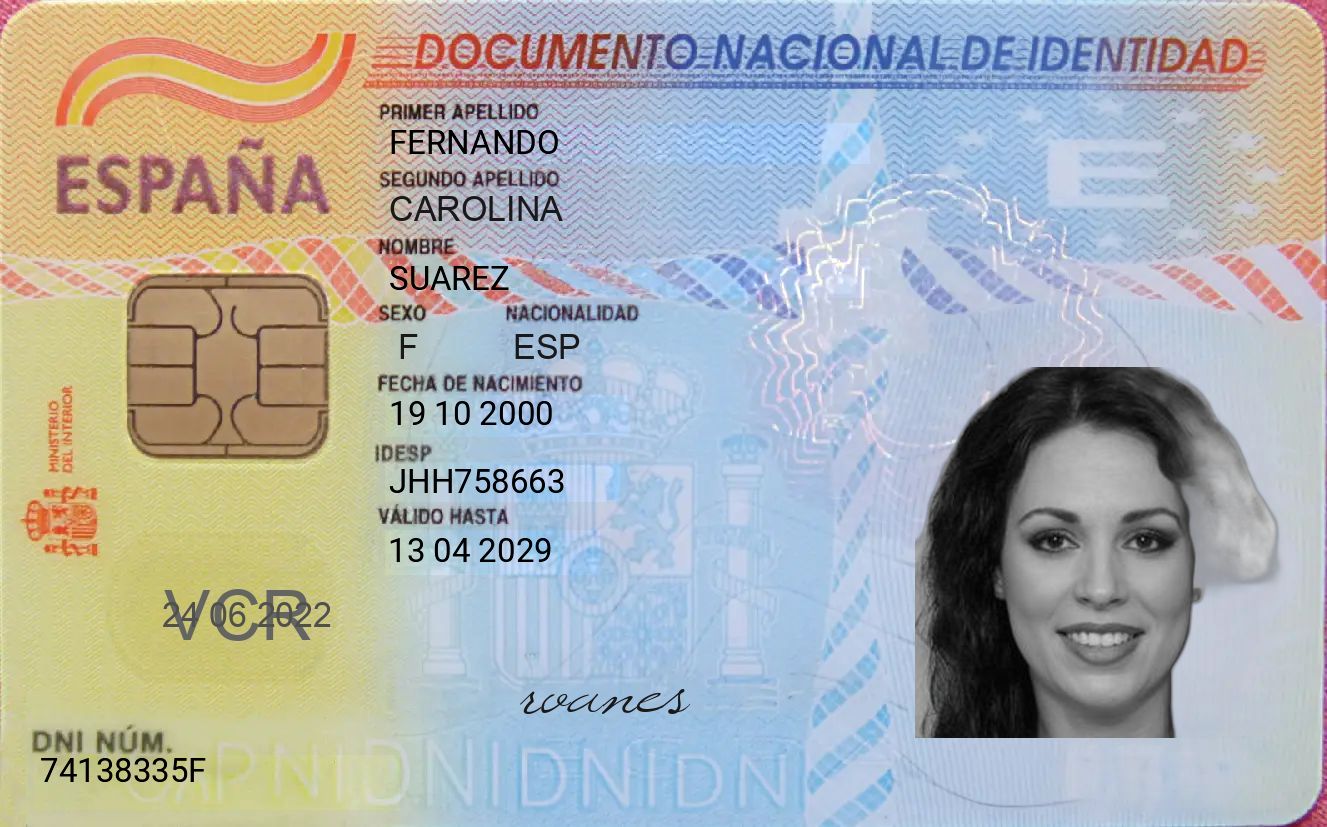 DOCUMENTO NACIONAL DE IDENTIDAD
ESPAÑA
PRIMER APELLIDO
FERNANDO
SEGUNDO APELLIDO
CAROLINA
NOMBRE
SUAREZ
SEXO NACIONALIDAD
F ESP
FECHA DE NACIMIENTO
19 10 2000
IDESP
JHH758663
VÁLIDO HASTA
13 04 2029
MINISTERIO
DEL INTERIOR
E
VCR
24 06 2022
roanes
DNI NÚM.
74138335F
DNIDNIDNIDNI